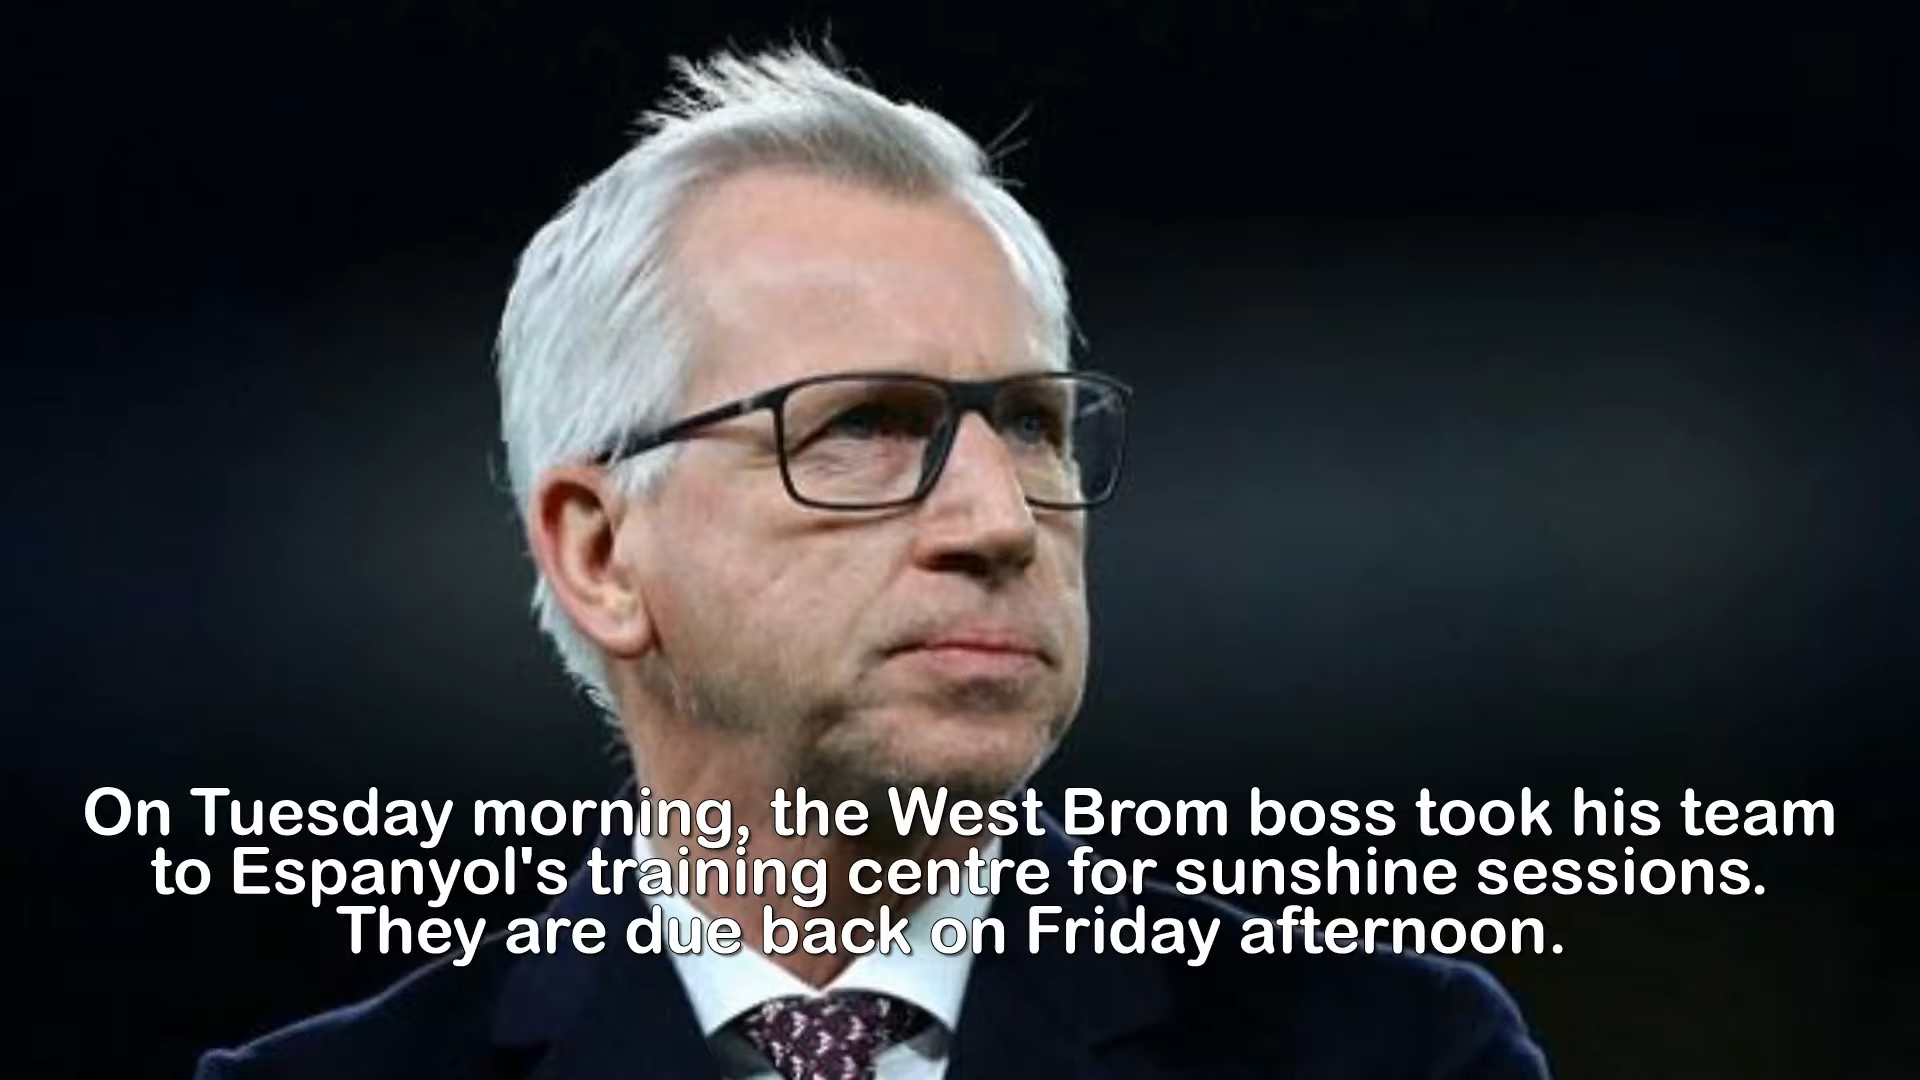 On Tuesday morning, the West Brom boss took his team
to Espanyol's training centre for sunshine sessions.
They are due back on Friday afternoon.